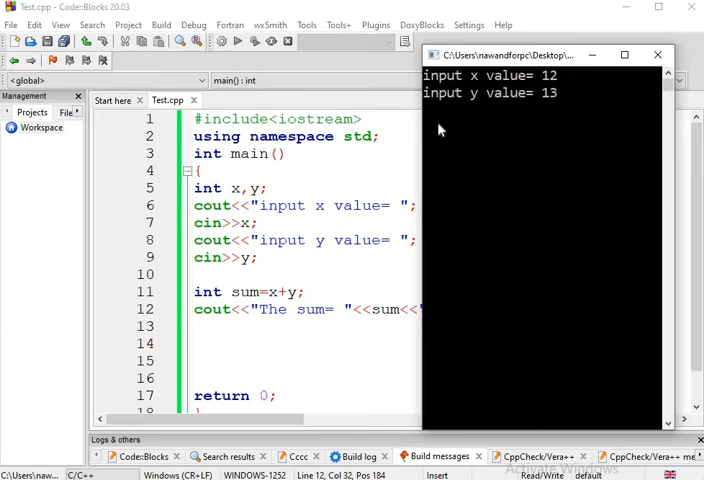 Test.cpp - Code::Blocks 20.03
File Edit View Search Project Build Debug Fortran wxSmith Tools Tools+ Plugins DoxyBlocks Settings Help
<global>
main() : int
C:\Users\nawandforpc\Desktop\...
input x value= 12
input y value= 13
Management
Projects
File
Workspace
Start here
Test.cpp
1 #include<iostream>
2 using namespace std;
3 int main()
4 {
5 int x,y;
6 cout<<"input x value= ";
7 cin>>x;
8 cout<<"input y value= ";
9 cin>>y;
10
11 int sum=x+y;
12 cout<<"The sum= "<<sum<<"
13
14
15
16
17 return 0;
18 }
Logs & others
Code::Blocks
Search results
Cccc
Build log
Build messages
CppCheck/Vera++
CppCheck/Vera++ me
Activate Windows
C:\Users\naw...
C/C++
Windows (CR+LF)
WINDOWS-1252
Line 12, Col 32, Pos 184
Insert
Read/Write
default